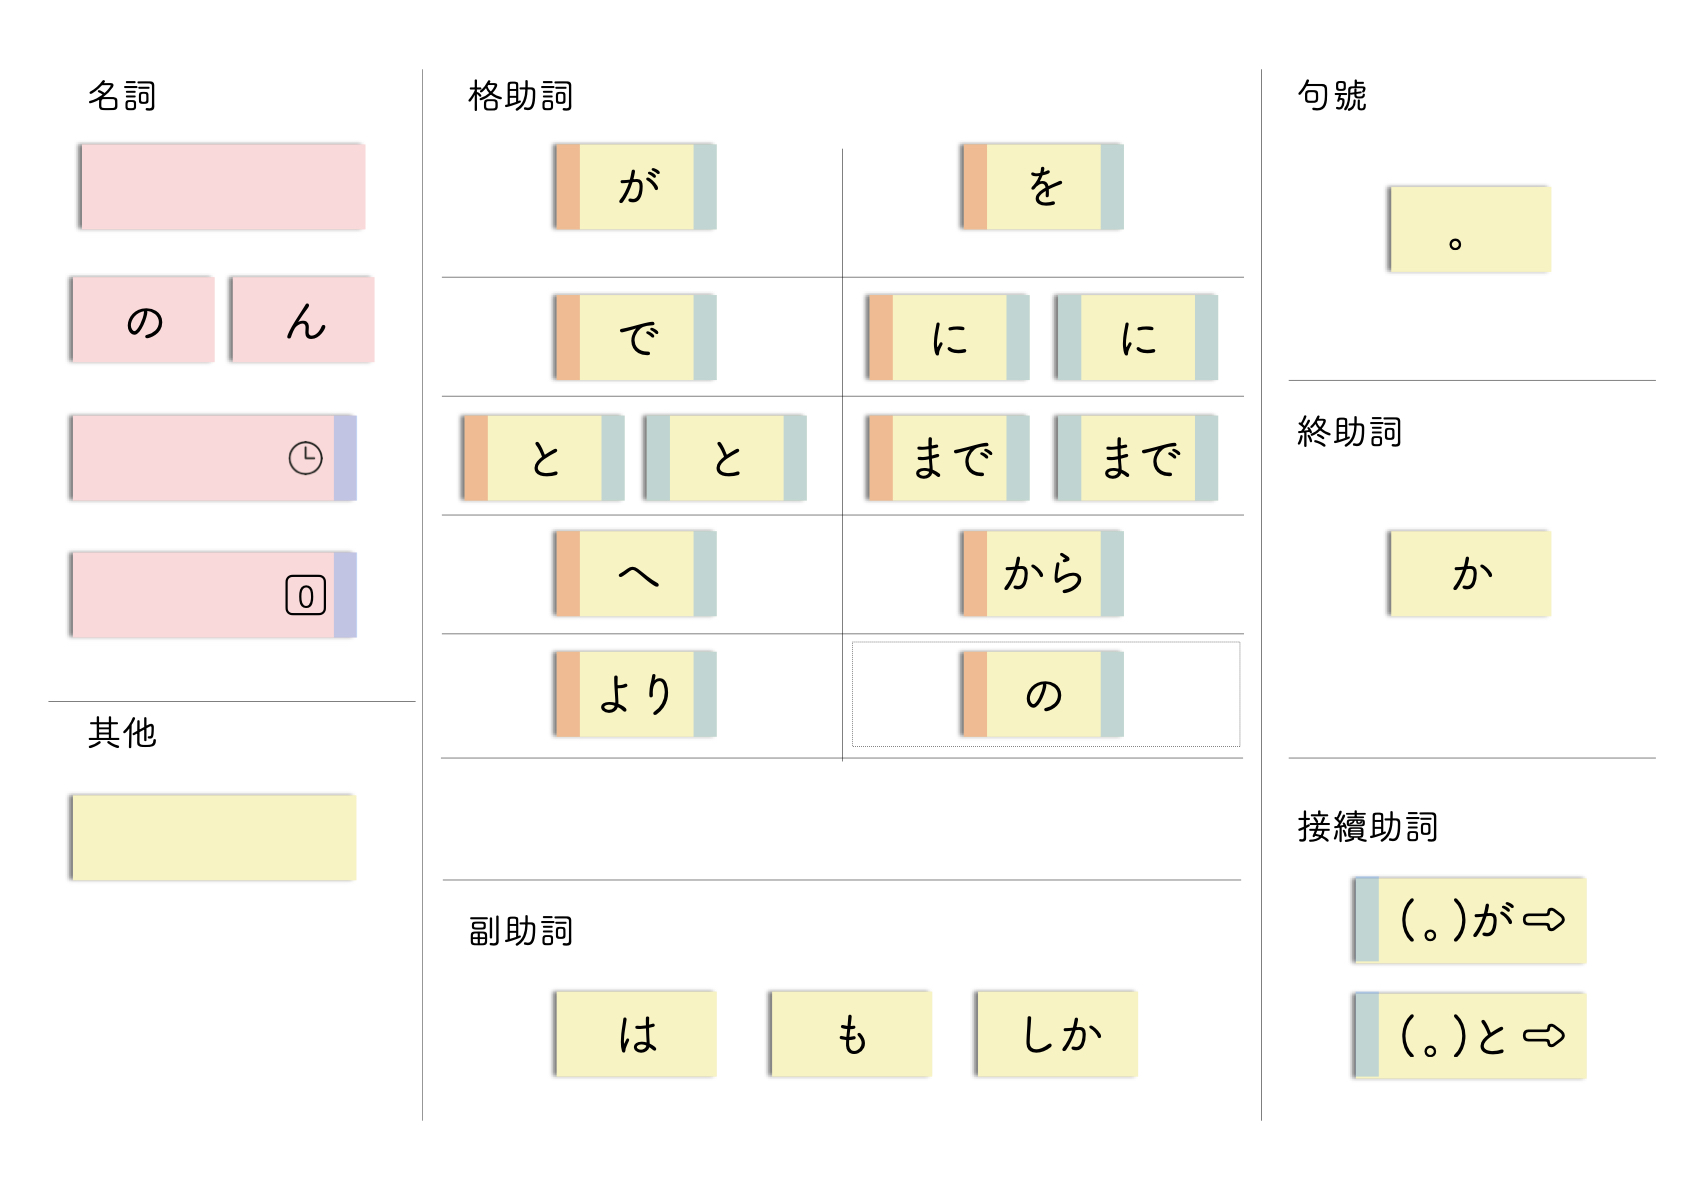 名詞
の ん
0
其他
格助詞
が を
で に に
と と まで まで
へ から
より の
副助詞
は も しか
句號
。
終助詞
か
接續助詞
(。)が⇨
(。)と⇨